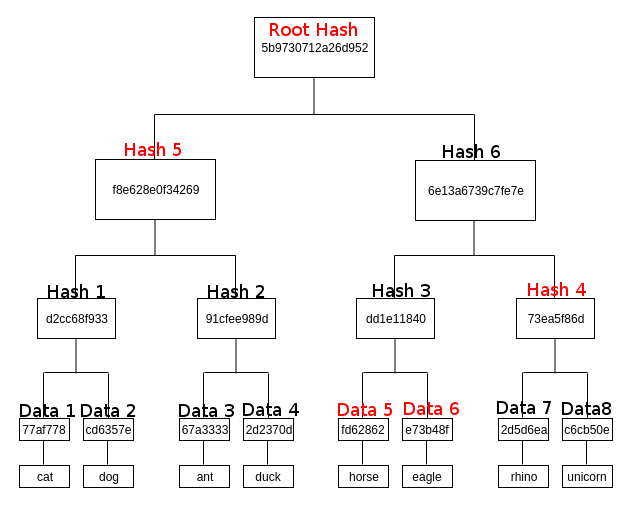 Root Hash
5b9730712a26d952
Hash 5
Hash 6
f8e628e0f34269
6e13a6739c7fe7e
Hash 1
Hash 2
Hash 3
Hash 4
d2cc68f933
91cfee989d
dd1e11840
73ea5f86d
Data 1
Data 2
Data 3
Data 4
Data 5
Data 6
Data 7
Data8
77af778
cd6357e
67a3333
2d2370d
fd62862
e73b48f
2d5d6ea
c6cb50e
cat
dog
ant
duck
horse
eagle
rhino
unicorn